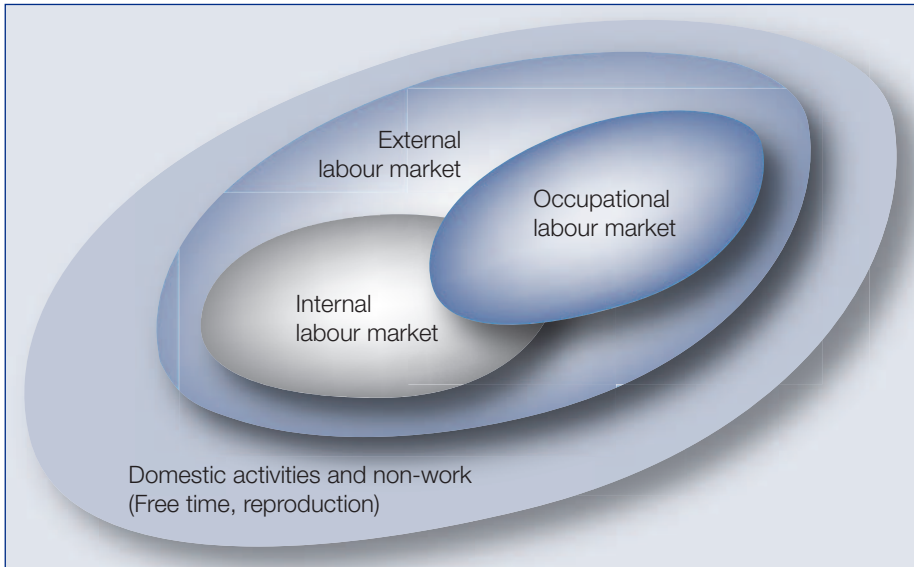 External
labour market
Occupational
labour market
Internal
labour market
Domestic activities and non-work
(Free time, reproduction)